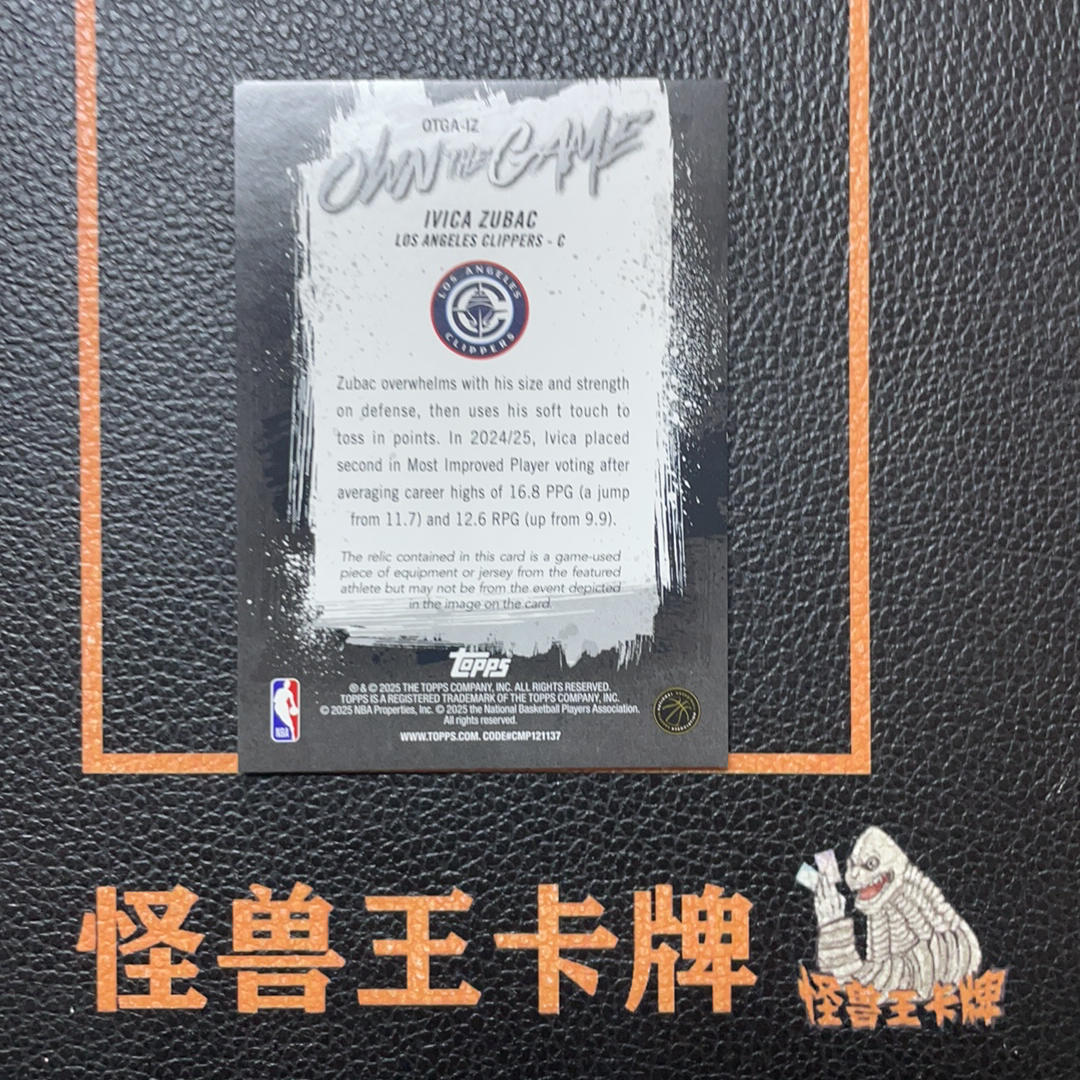 OTGA-IZ
OWN THE GAME
IVICA ZUBAC
LOS ANGELES CLIPPERS - C
LOS ANGELES
CLIPPERS
Zubac overwhelms with his size and strength
on defense, then uses his soft touch to
toss in points. In 2024/25, Ivica placed
second in Most Improved Player voting after
averaging career highs of 16.8 PPG (a jump
from 11.7) and 12.6 RPG (up from 9.9).
The relic contained in this card is a game-used
piece of equipment or jersey from the featured
athlete but may not be from the event depicted
in the image on the card.
topps
® & © 2025 THE TOPPS COMPANY, INC. ALL RIGHTS RESERVED.
TOPPS IS A REGISTERED TRADEMARK OF THE TOPPS COMPANY, INC.
© 2025 NBA Properties, Inc. © 2025 the National Basketball Players Association.
All rights reserved.
WWW.TOPPS.COM. CODE#CMP121137
NBA
怪兽王卡牌
怪兽王卡牌